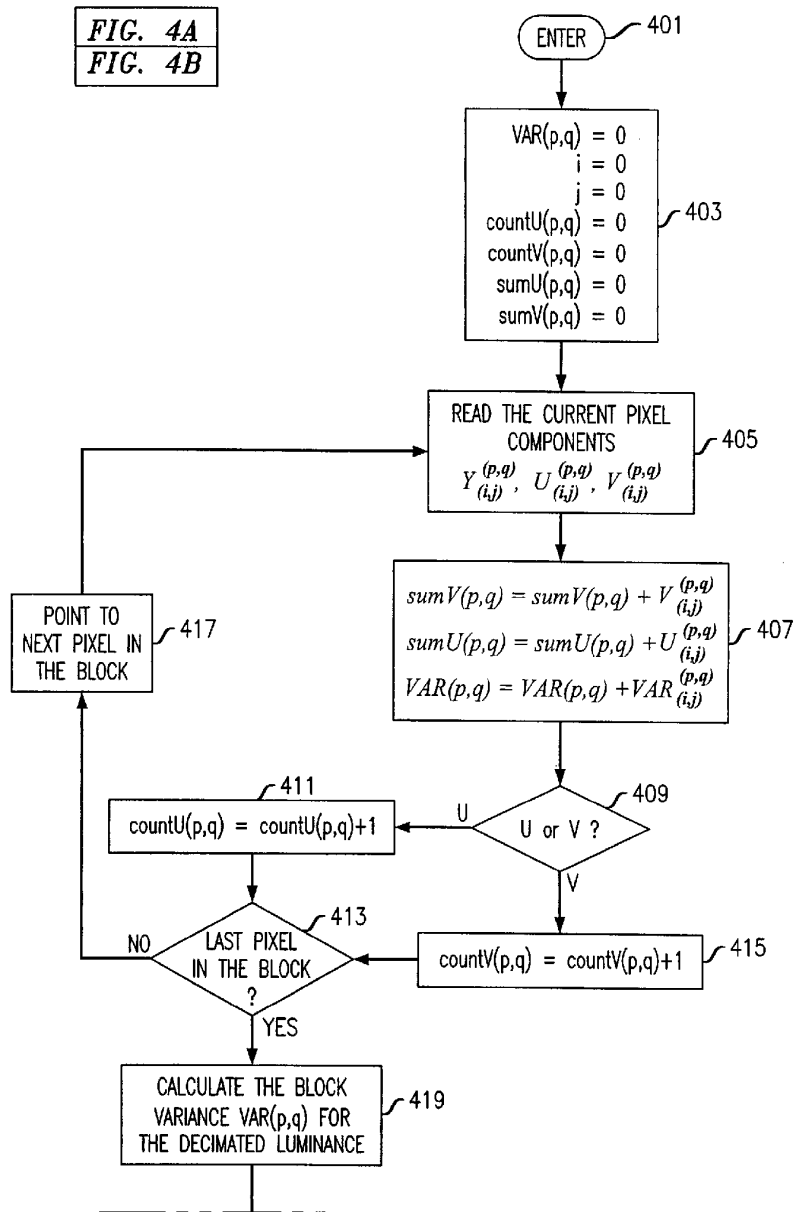 FIG. 4A
FIG. 4B
ENTER
401
VAR(p,q) = 0
i = 0
j = 0
countU(p,q) = 0
countV(p,q) = 0
sumU(p,q) = 0
sumV(p,q) = 0
403
READ THE CURRENT PIXEL
COMPONENTS
Y(i,j)(p,q), U(i,j)(p,q), V(i,j)(p,q)
405
sumV(p,q) = sumV(p,q) + V(i,j)(p,q)
sumU(p,q) = sumU(p,q) + U(i,j)(p,q)
VAR(p,q) = VAR(p,q) + VAR(i,j)(p,q)
407
POINT TO
NEXT PIXEL IN
THE BLOCK
417
U or V ?
409
U
V
411
countU(p,q) = countU(p,q)+1
LAST PIXEL
IN THE BLOCK
?
413
NO
YES
countV(p,q) = countV(p,q)+1
415
CALCULATE THE BLOCK
VARIANCE VAR(p,q) FOR
THE DECIMATED LUMINANCE
419